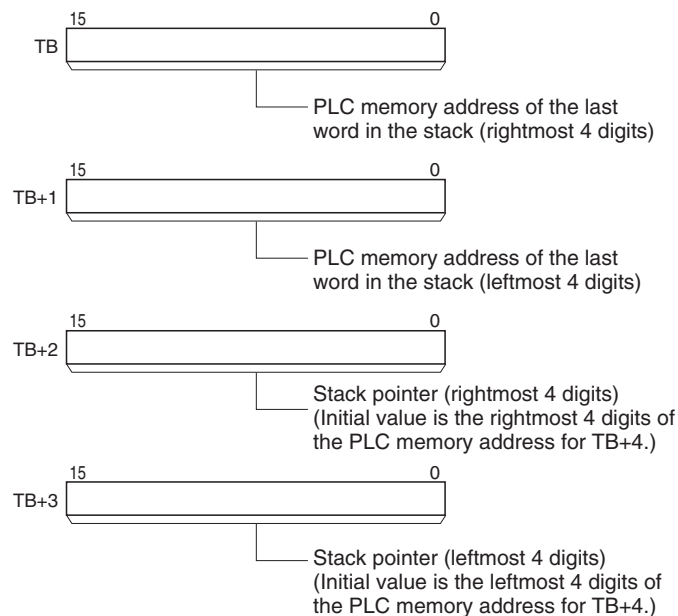 15 0
TB
PLC memory address of the last
word in the stack (rightmost 4 digits)
15 0
TB+1
PLC memory address of the last
word in the stack (leftmost 4 digits)
15 0
TB+2
Stack pointer (rightmost 4 digits)
(Initial value is the rightmost 4 digits of
the PLC memory address for TB+4.)
15 0
TB+3
Stack pointer (leftmost 4 digits)
(Initial value is the leftmost 4 digits of
the PLC memory address for TB+4.)